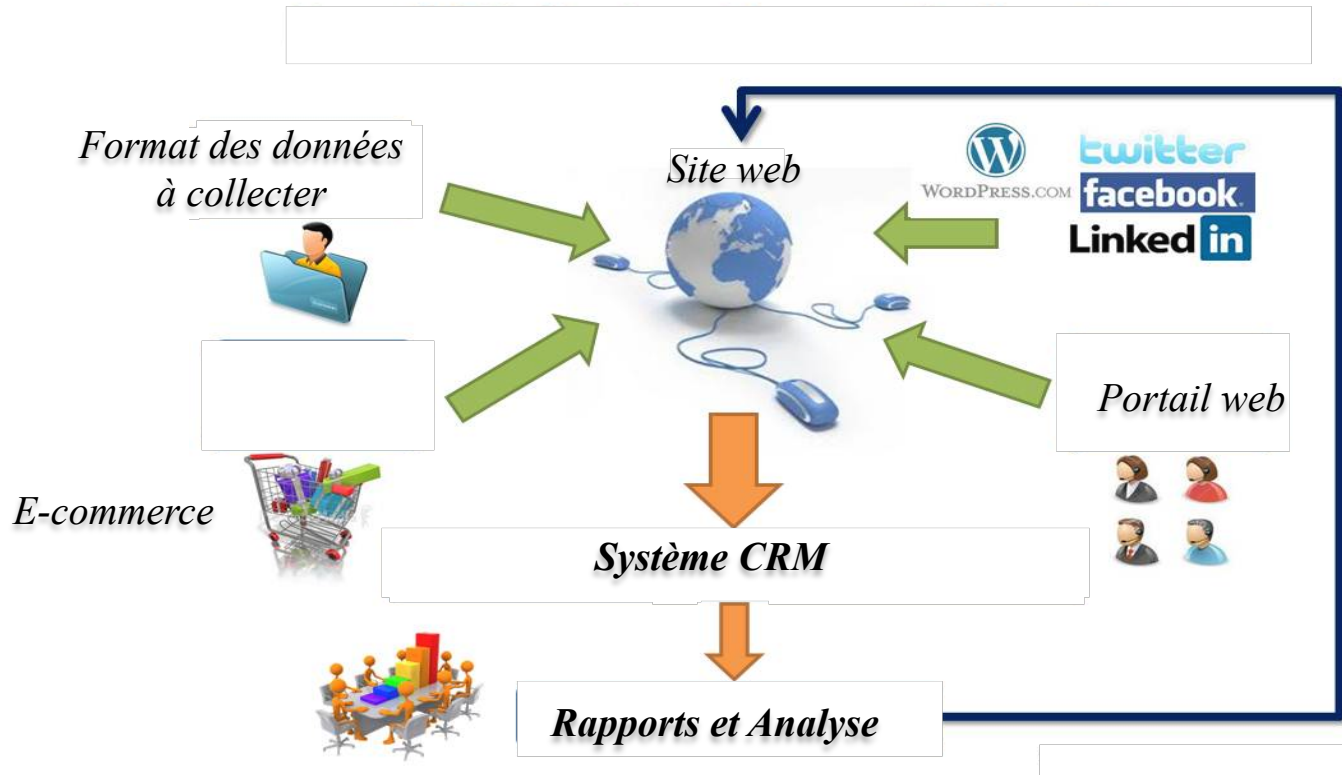 Format des données
à collecter
Site web
WORDPRESS.COM
twitter
facebook
Linked in
Portail web
E-commerce
Système CRM
Rapports et Analyse